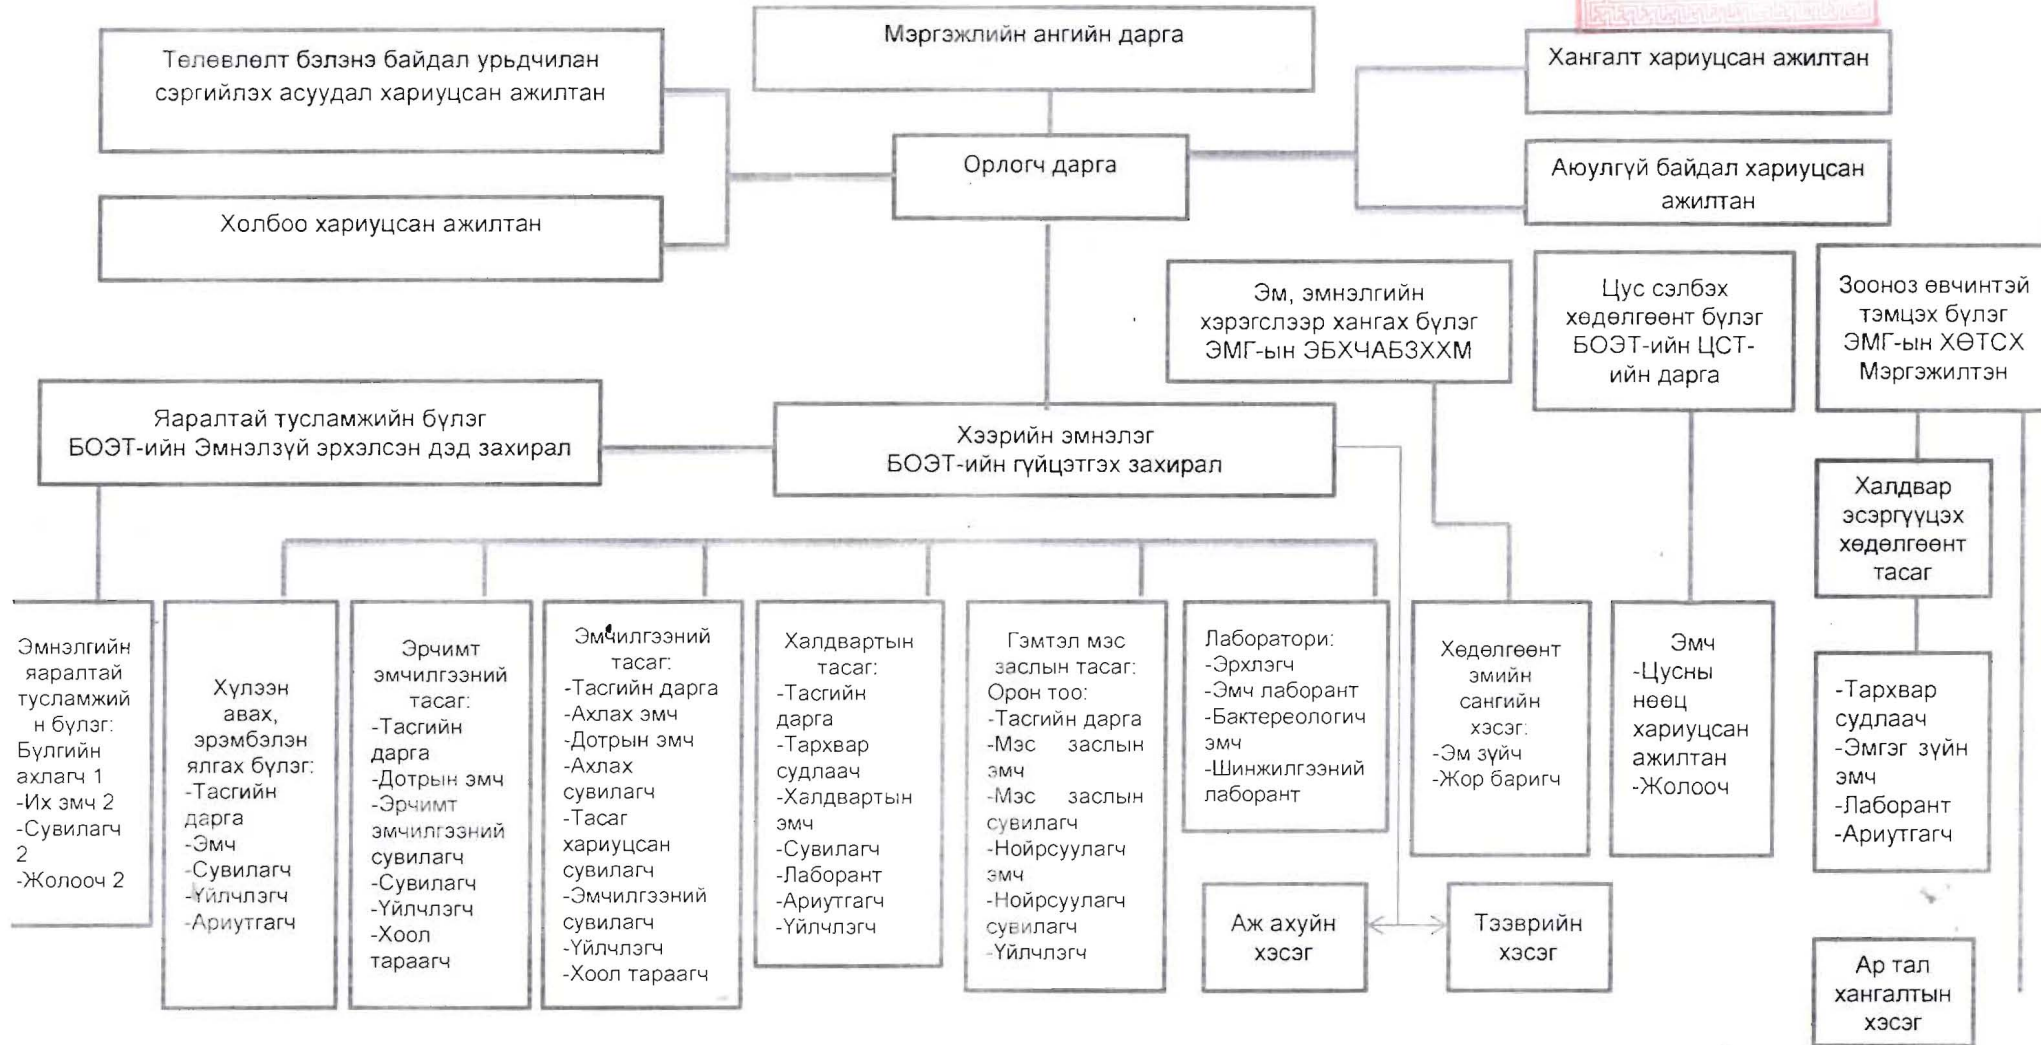 Мэргэжлийн ангийн дарга
Төлөвлөлт бэлэнэ байдал урьдчилан
сэргийлэх асуудал хариуцсан ажилтан
Хангалт хариуцсан ажилтан
Орлогч дарга
Аюулгүй байдал хариуцсан
ажилтан
Холбоо хариуцсан ажилтан
Эм, эмнэлгийн
хэрэгслээр хангах бүлэг
ЭМГ-ын ЭБХЧАБЗХХМ
Цус сэлбэх
хөдөлгөөнт бүлэг
БОЭТ-ийн ЦСТ-
ийн дарга
Зооноз өвчинтэй
тэмцэх бүлэг
ЭМГ-ын ХӨТСХ
Мэргэжилтэн
Яаралтай тусламжийн бүлэг
БОЭТ-ийн Эмнэлзүй эрхэлсэн дэд захирал
Хээрийн эмнэлэг
БОЭТ-ийн гүйцэтгэх захирал
Халдвар
эсэргүүцэх
хөдөлгөөнт
тасаг
Эмнэлгийн
яаралтай
тусламжий
н бүлэг:
Бүлгийн
ахлагч 1
-Их эмч 2
-Сувилагч
2
-Жолооч 2
Хүлээн
авах,
эрэмбэлэн
ялгах бүлэг:
-Тасгийн
дарга
-Эмч
-Сувилагч
-Үйлчлэгч
-Ариутгагч
Эрчимт
эмчилгээний
тасаг:
-Тасгийн
дарга
-Дотрын эмч
-Эрчимт
эмчилгээний
сувилагч
-Сувилагч
-Үйлчлэгч
-Хоол
тараагч
Эмчилгээний
тасаг:
-Тасгийн дарга
-Ахлах эмч
-Дотрын эмч
-Ахлах
сувилагч
-Тасаг
хариуцсан
сувилагч
-Эмчилгээний
сувилагч
-Үйлчлэгч
-Хоол тараагч
Халдвартын
тасаг:
-Тасгийн
дарга
-Тархвар
судлаач
-Халдвартын
эмч
-Сувилагч
-Лаборант
-Ариутгагч
-Үйлчлэгч
Гэмтэл мэс
заслын тасаг:
Орон тоо:
-Тасгийн дарга
-Мэс заслын
эмч
-Мэс заслын
сувилагч
-Нойрсуулагч
эмч
-Нойрсуулагч
сувилагч
-Үйлчлэгч
Лаборатори:
-Эрхлэгч
-Эмч лаборант
-Бактереологич
эмч
-Шинжилгээний
лаборант
Хөдөлгөөнт
эмийн
сангийн
хэсэг:
-Эм зүйч
-Жор баригч
Эмч
-Цусны
нөөц
хариуцсан
ажилтан
-Жолооч
-Тархвар
судлаач
-Эмгэг зүйн
эмч
-Лаборант
-Ариутгагч
Аж ахуйн
хэсэг
Тээврийн
хэсэг
Ар тал
хангалтын
хэсэг